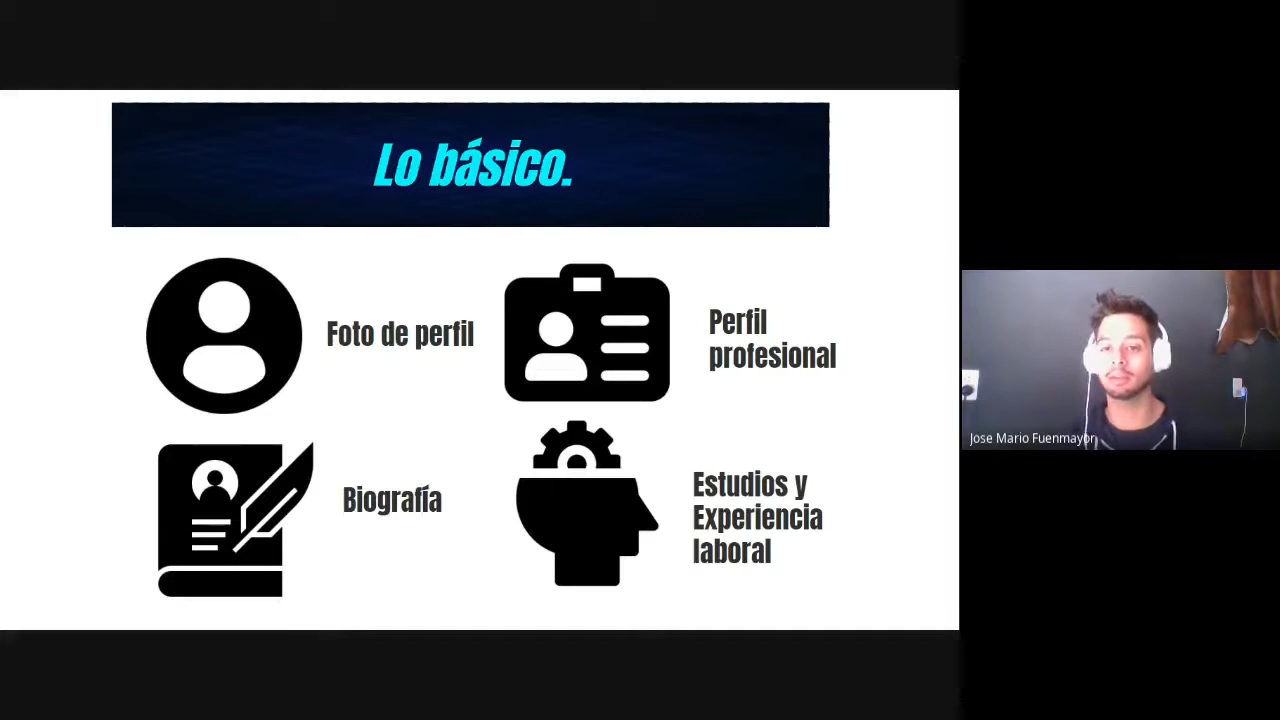 Lo básico.
Foto de perfil
Perfil
profesional
Biografía
Estudios y
Experiencia
laboral
Jose Mario Fuenmayor